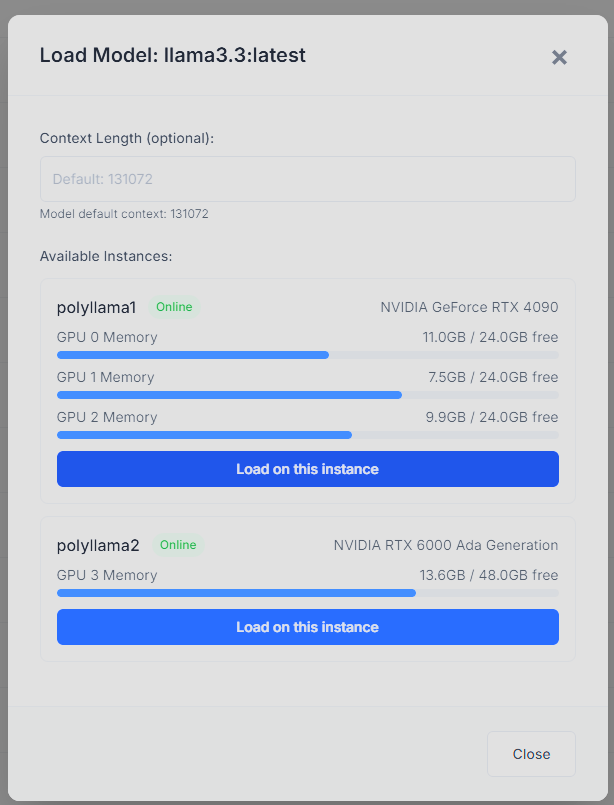 Load Model: llama3.3:latest
Context Length (optional):
Default: 131072
Model default context: 131072
Available Instances:
polyllama1 Online NVIDIA GeForce RTX 4090
GPU 0 Memory 11.0GB / 24.0GB free
GPU 1 Memory 7.5GB / 24.0GB free
GPU 2 Memory 9.9GB / 24.0GB free
Load on this instance
polyllama2 Online NVIDIA RTX 6000 Ada Generation
GPU 3 Memory 13.6GB / 48.0GB free
Load on this instance
Close